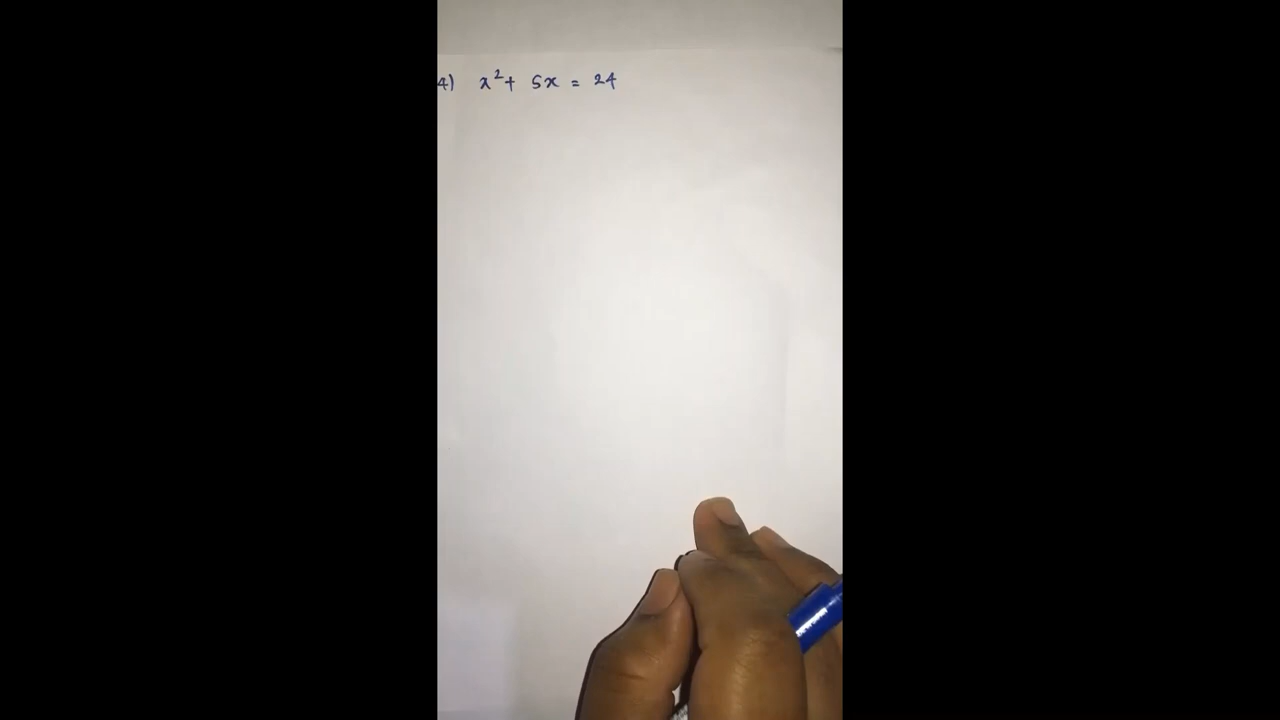 4) x² + 5x = 24